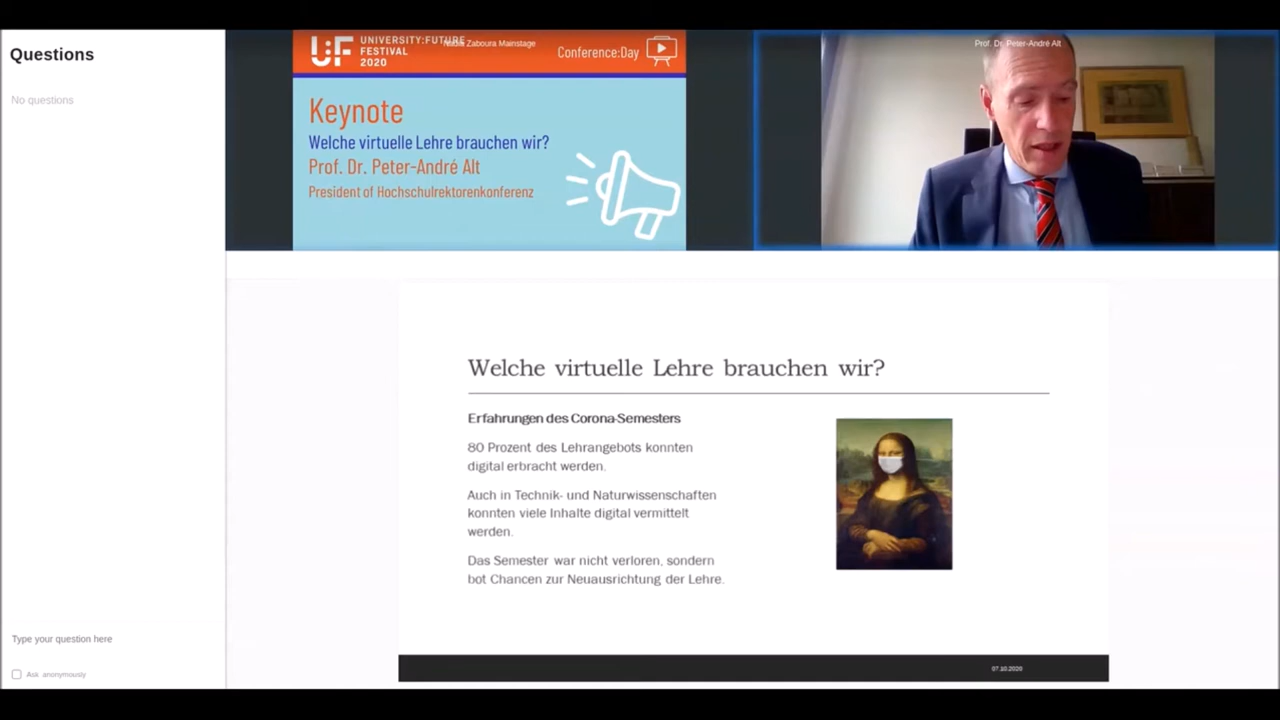 Questions
No questions
UNIVERSITY:FUTURE
FESTIVAL
2020
Nadia Zaboura Mainstage
Conference:Day
Keynote
Welche virtuelle Lehre brauchen wir?
Prof. Dr. Peter-André Alt
President of Hochschulrektorenkonferenz
Prof. Dr. Peter-André Alt
Welche virtuelle Lehre brauchen wir?
Erfahrungen des Corona-Semesters
80 Prozent des Lehrangebots konnten
digital erbracht werden.
Auch in Technik- und Naturwissenschaften
konnten viele Inhalte digital vermittelt
werden.
Das Semester war nicht verloren, sondern
bot Chancen zur Neuausrichtung der Lehre.
07.10.2020
Type your question here
Ask anonymously